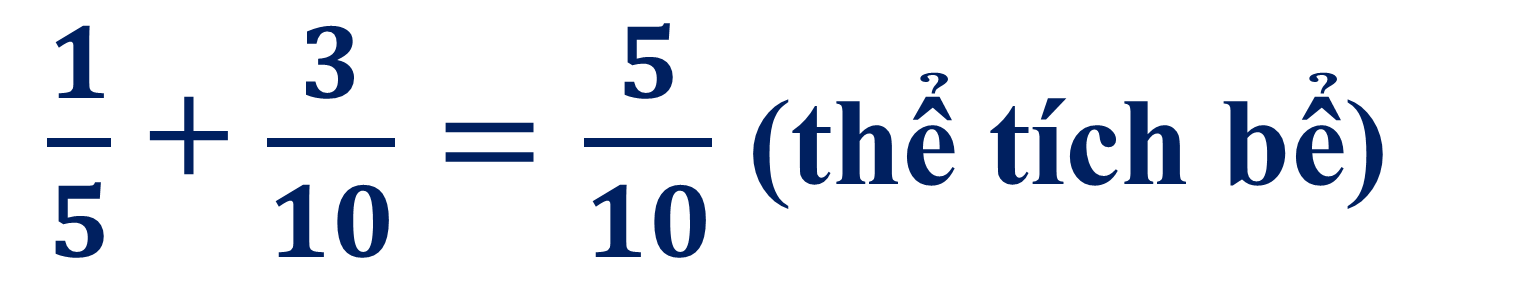 1/5 + 3/10 = 5/10 (thể tích bể)